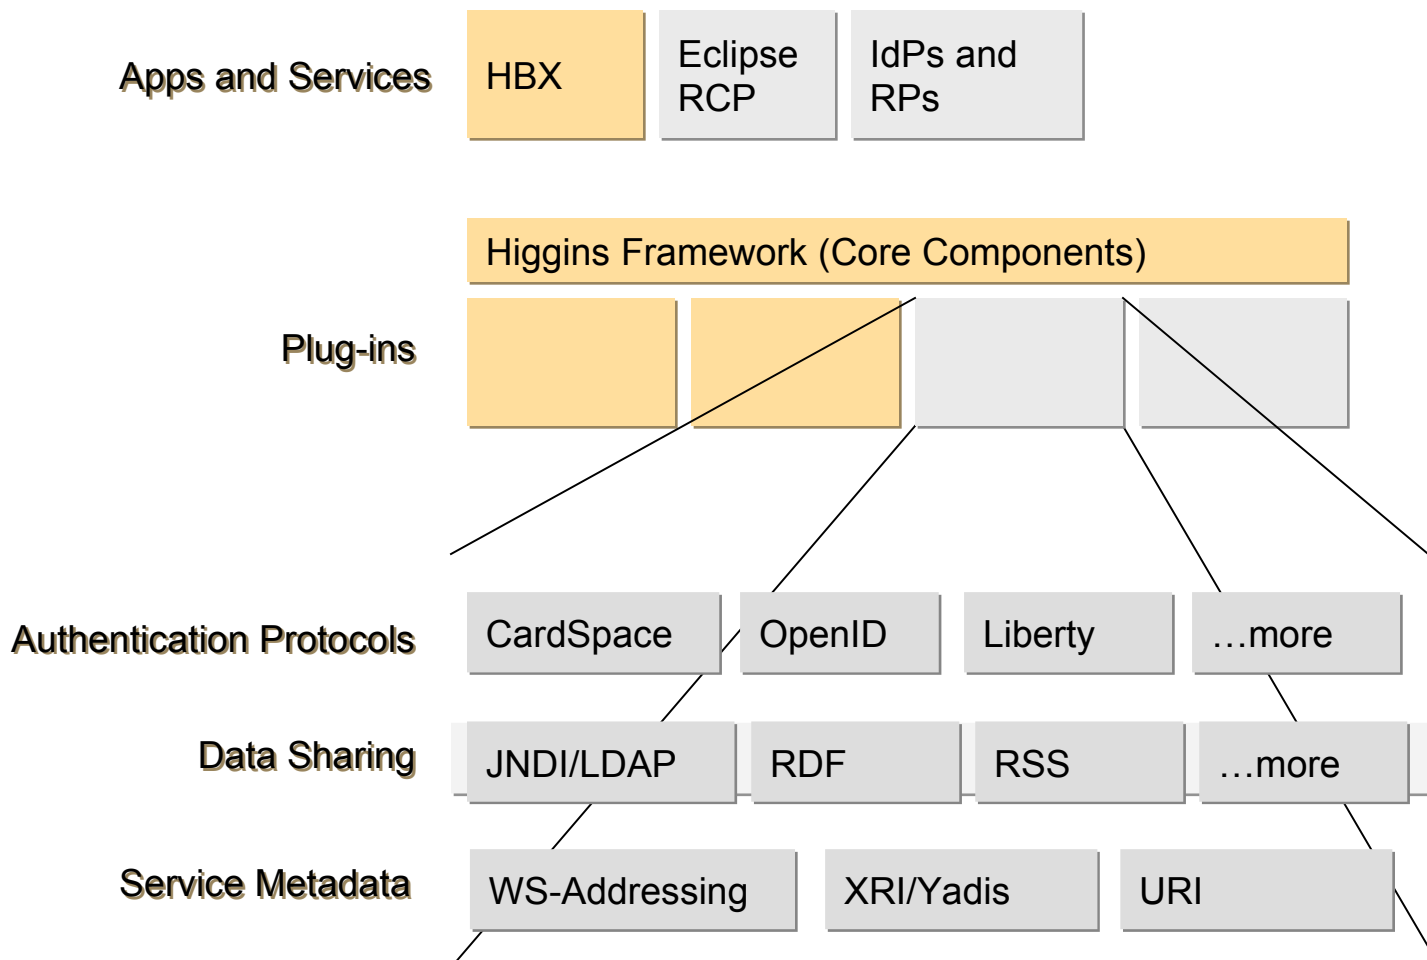 Apps and Services
HBX
Eclipse
RCP
IdPs and
RPs
Higgins Framework (Core Components)
Plug-ins
Authentication Protocols
CardSpace
OpenID
Liberty
…more
Data Sharing
JNDI/LDAP
RDF
RSS
…more
Service Metadata
WS-Addressing
XRI/Yadis
URI